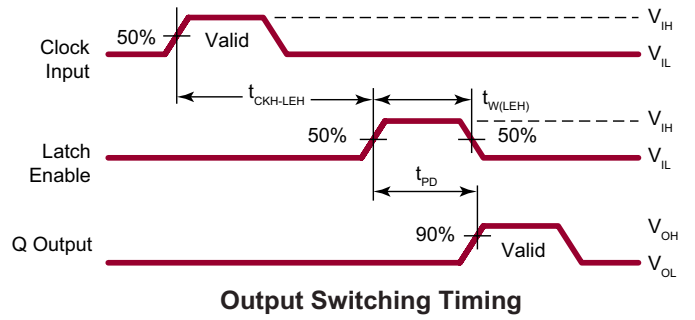 V_IH
50%
Valid
Clock
Input
V_IL
t_CKH-LEH
t_W(LEH)
V_IH
50%
50%
Latch
Enable
V_IL
t_PD
90%
Valid
V_OH
Q Output
V_OL
Output Switching Timing